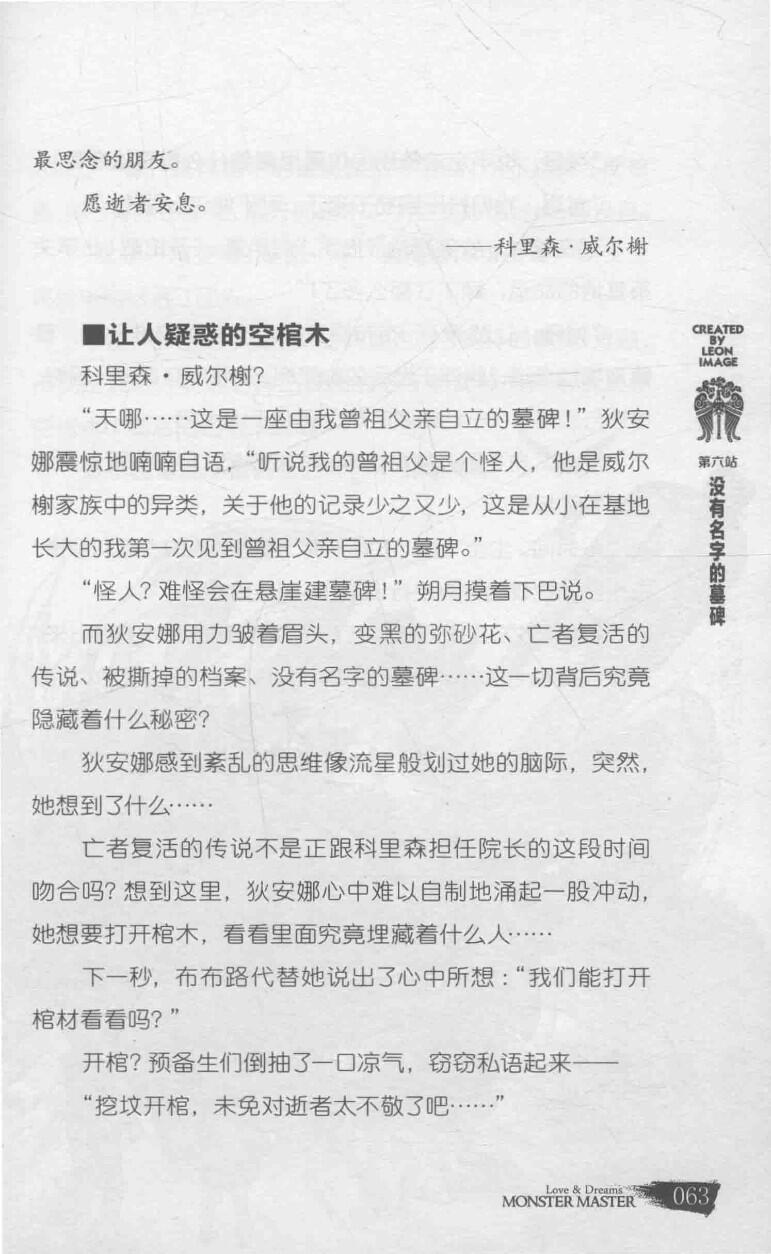 最思念的朋友。
愿逝者安息。
——科里森·威尔榭
■让人疑惑的空棺木
科里森·威尔榭？
“天哪……这是一座由我曾祖父亲自立的墓碑！”狄安
娜震惊地喃喃自语，“听说我的曾祖父是个怪人，他是威尔
榭家族中的异类，关于他的记录少之又少，这是从小在基地
长大的我第一次见到曾祖父亲自立的墓碑。”
“怪人？难怪会在悬崖建墓碑！”朔月摸着下巴说。
而狄安娜用力皱着眉头，变黑的弥砂花、亡者复活的
传说、被撕掉的档案、没有名字的墓碑……这一切背后究竟
隐藏着什么秘密？
狄安娜感到紊乱的思维像流星般划过她的脑际，突然，
她想到了什么……
亡者复活的传说不是正跟科里森担任院长的这段时间
吻合吗？想到这里，狄安娜心中难以自制地涌起一股冲动，
她想要打开棺木，看看里面究竟埋藏着什么人……
下一秒，布布路代替她说出了心中所想：“我们能打开
棺材看看吗？”
开棺？预备生们倒抽了一口凉气，窃窃私语起来——
“挖坟开棺，未免对逝者太不敬了吧……”
CREATED
BY
LEON
IMAGE
第六站
没有名字的墓碑
Love & Dreams
MONSTER MASTER
063